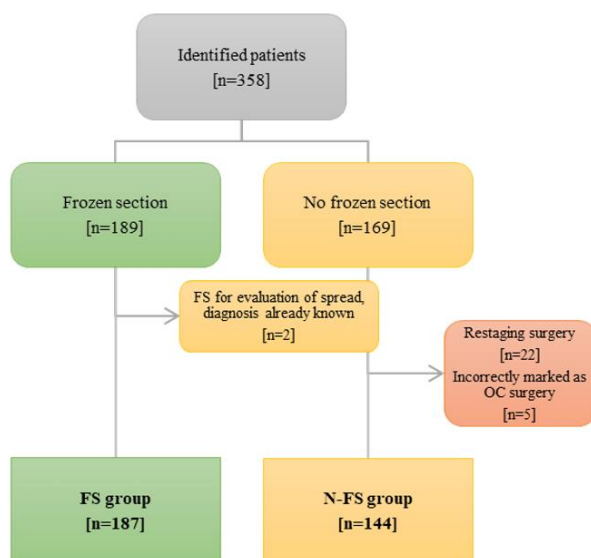 Identified patients
[n=358]
Frozen section
[n=189]
No frozen section
[n=169]
FS for evaluation of spread,
diagnosis already known
[n=2]
Restaging surgery
[n=22]
Incorrectly marked as
OC surgery
[n=5]
FS group
[n=187]
N-FS group
[n=144]